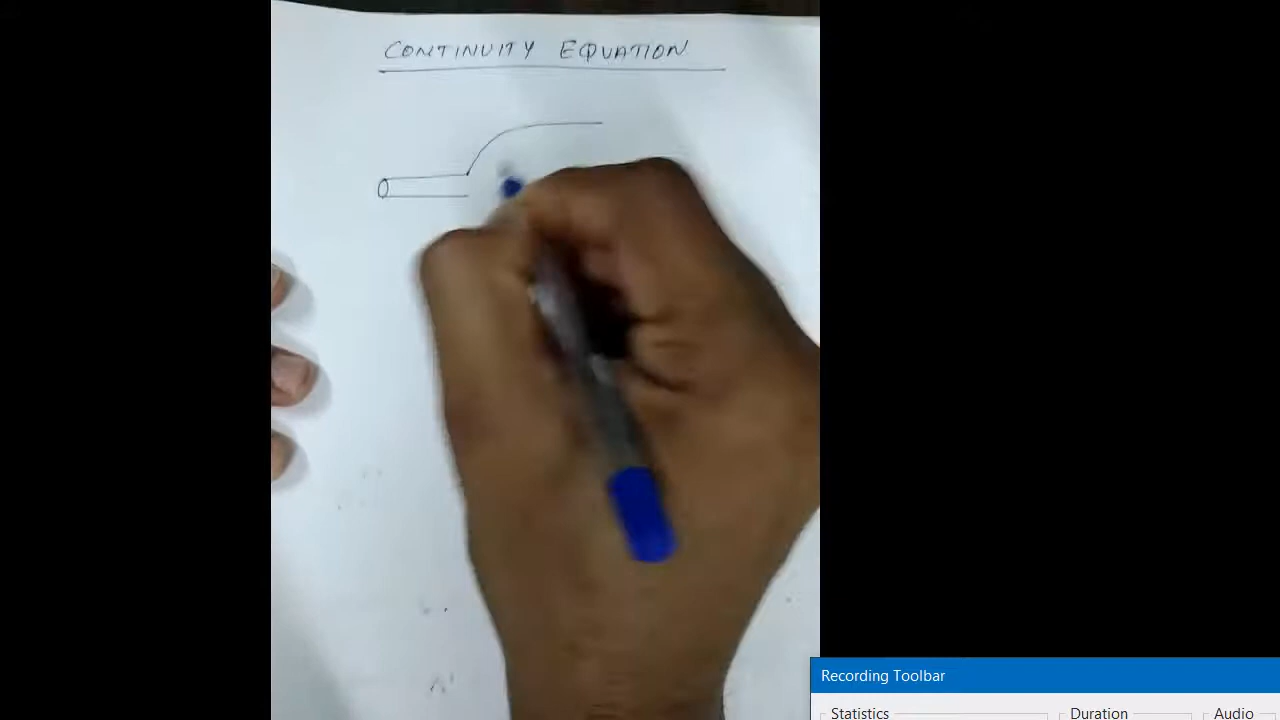 CONTINUITY EQUATION
Recording Toolbar
Statistics
Duration
Audio